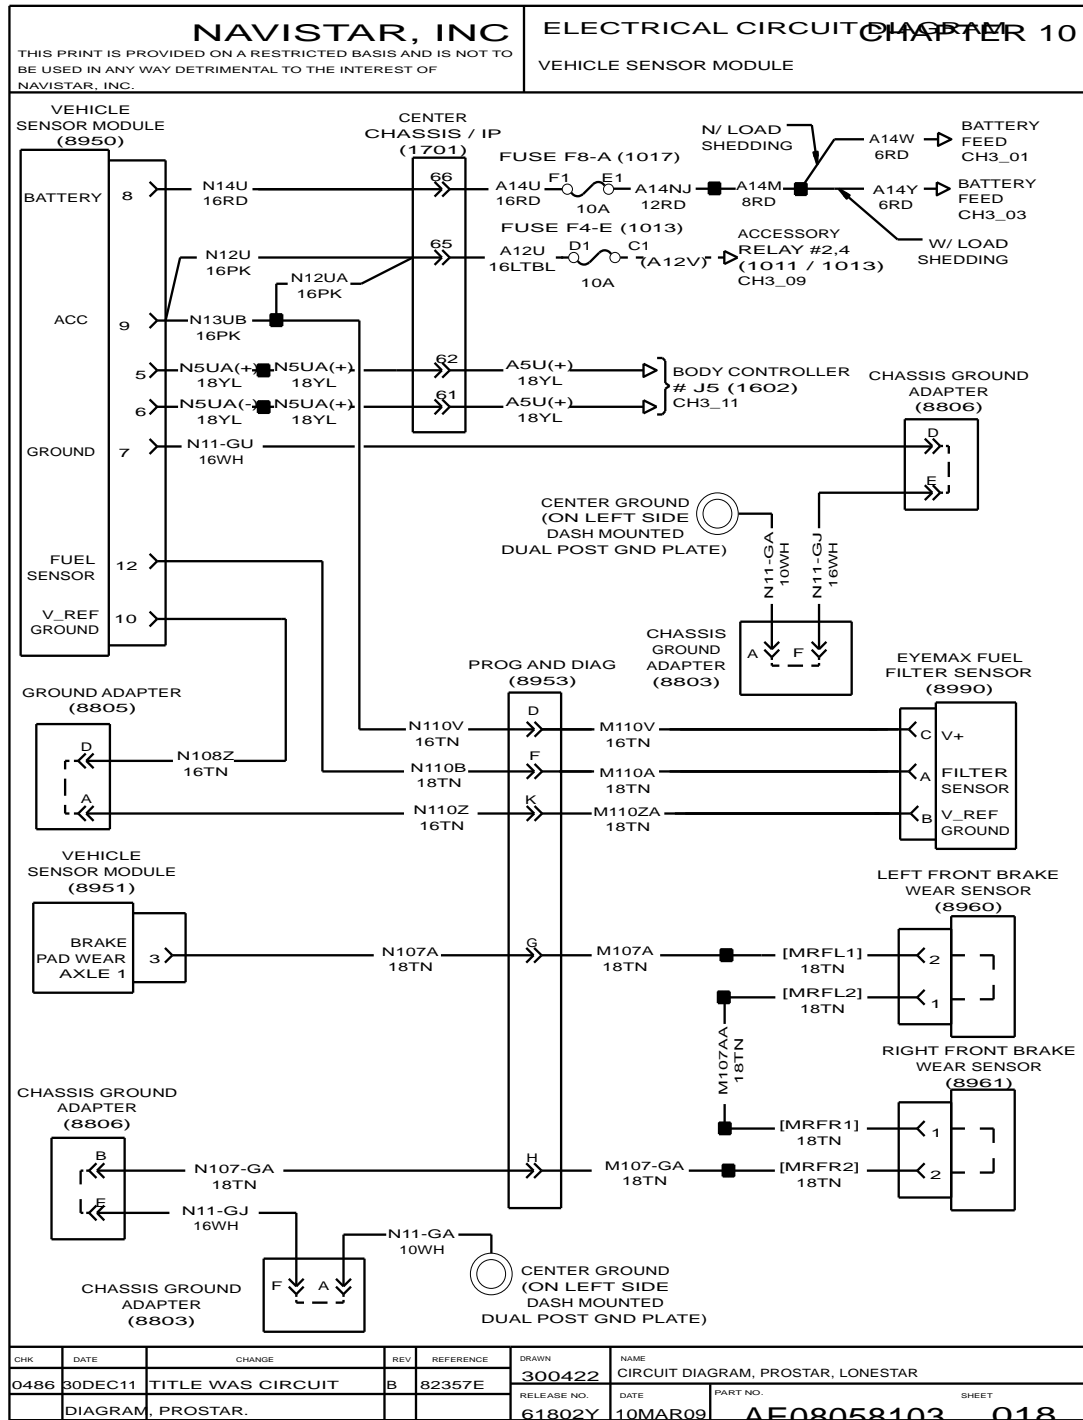 NAVISTAR, INC
THIS PRINT IS PROVIDED ON A RESTRICTED BASIS AND IS NOT TO
BE USED IN ANY WAY DETRIMENTAL TO THE INTEREST OF
NAVISTAR, INC.
ELECTRICAL CIRCUIT DIAGRAM
CHAPTER 10
VEHICLE SENSOR MODULE
VEHICLE
SENSOR MODULE
(8950)
BATTERY
8
ACC
9
5
6
GROUND
7
FUEL
SENSOR
12
V_REF
GROUND
10
N14U
16RD
N12U
16PK
N12UA
16PK
N13UB
16PK
N5UA(+)
18YL
N5UA(+)
18YL
N5UA(-)
18YL
N5UA(+)
18YL
N11-GU
16WH
CENTER
CHASSIS / IP
(1701)
66
65
62
61
FUSE F8-A (1017)
A14U
16RD
F1
E1
10A
A14NJ
12RD
A14M
8RD
N/ LOAD
SHEDDING
A14W
6RD
BATTERY
FEED
CH3_01
A14Y
6RD
BATTERY
FEED
CH3_03
W/ LOAD
SHEDDING
FUSE F4-E (1013)
A12U
16LTBL
D1
C1
10A
(A12V)
ACCESSORY
RELAY #2,4
(1011 / 1013)
CH3_09
A5U(+)
18YL
A5U(+)
18YL
BODY CONTROLLER
# J5 (1602)
CH3_11
CHASSIS GROUND
ADAPTER
(8806)
D
E
CENTER GROUND
(ON LEFT SIDE
DASH MOUNTED
DUAL POST GND PLATE)
N11-GA
10WH
N11-GJ
16WH
CHASSIS
GROUND
ADAPTER
(8803)
A
F
GROUND ADAPTER
(8805)
D
A
N108Z
16TN
PROG AND DIAG
(8953)
D
F
K
G
H
N110V
16TN
N110B
18TN
N110Z
16TN
M110V
16TN
M110A
18TN
M110ZA
18TN
EYEMAX FUEL
FILTER SENSOR
(8990)
C
V+
A
FILTER
SENSOR
B
V_REF
GROUND
VEHICLE
SENSOR MODULE
(8951)
BRAKE
PAD WEAR
AXLE 1
3
N107A
18TN
M107A
18TN
LEFT FRONT BRAKE
WEAR SENSOR
(8960)
[MRFL1]
18TN
2
[MRFL2]
18TN
1
M107AA
18TN
RIGHT FRONT BRAKE
WEAR SENSOR
(8961)
[MRFR1]
18TN
1
[MRFR2]
18TN
2
CHASSIS GROUND
ADAPTER
(8806)
B
E
N107-GA
18TN
M107-GA
18TN
N11-GJ
16WH
N11-GA
10WH
CHASSIS GROUND
ADAPTER
(8803)
F
A
CENTER GROUND
(ON LEFT SIDE
DASH MOUNTED
DUAL POST GND PLATE)
CHK DATE CHANGE REV REFERENCE
0486 30DEC11 TITLE WAS CIRCUIT B 82357E
DIAGRAM, PROSTAR.
DRAWN
300422
NAME
CIRCUIT DIAGRAM, PROSTAR, LONESTAR
RELEASE NO.
61802Y
DATE
10MAR09
PART NO.
AE08058103
SHEET
018